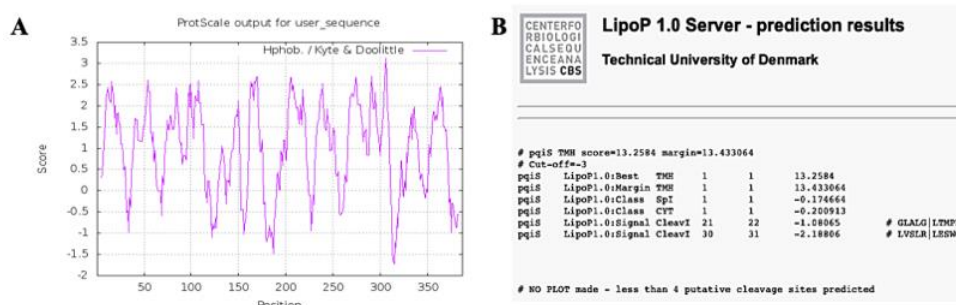 A
ProtScale output for user_sequence
Hphob. / Kyte & Doolittle
3.5
3
2.5
2
1.5
1
0.5
0
-0.5
-1
-1.5
-2
Score
50 100 150 200 250 300 350
Position
B
CENTERFO
RBIOLOGI
CALSEQU
ENCEANA
LYSIS CBS
LipoP 1.0 Server - prediction results
Technical University of Denmark
# pqiS TMH score=13.2584 margin=13.433064
# Cut-off=-3
pqiS LipoP1.0:Best TMH 1 1 13.2584
pqiS LipoP1.0:Margin TMH 1 1 13.433064
pqiS LipoP1.0:Class SpI 1 1 -0.174664
pqiS LipoP1.0:Class CYT 1 1 -0.200913
pqiS LipoP1.0:Signal CleavI 21 22 -1.08065 # GLALG|LTMP
pqiS LipoP1.0:Signal CleavI 30 31 -2.18806 # LVSLR|LESW
# NO PLOT made - less than 4 putative cleavage sites predicted